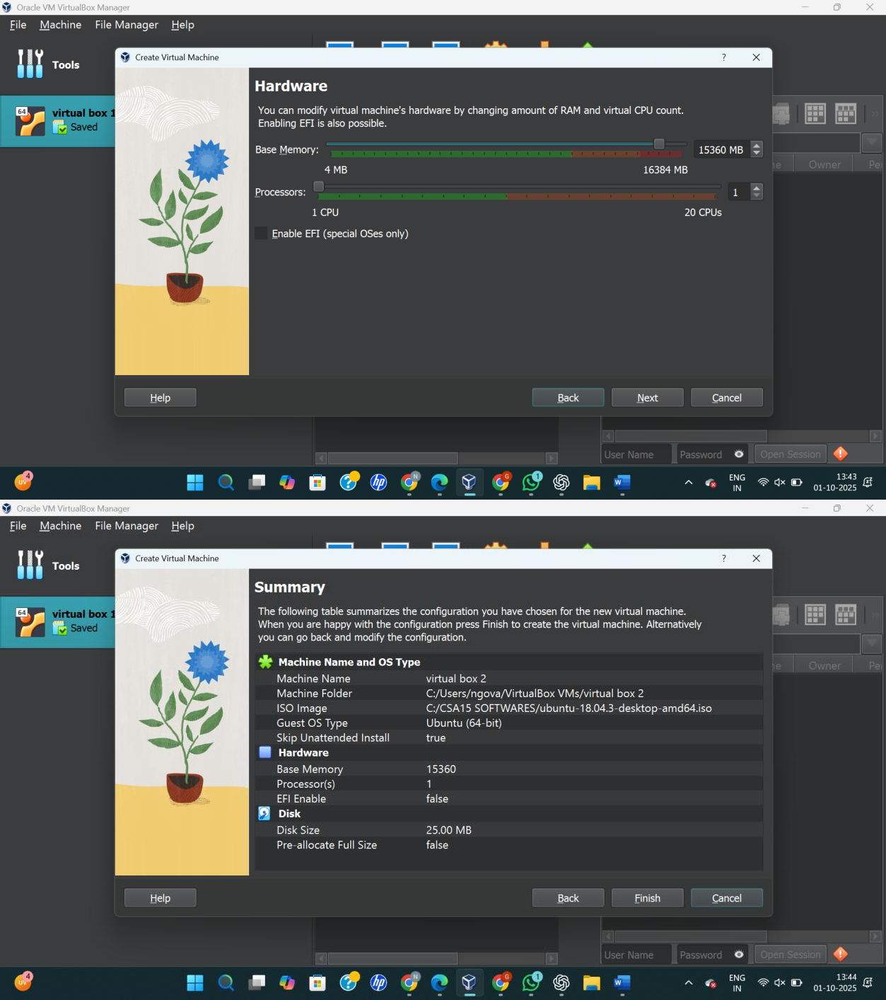 Oracle VM VirtualBox Manager
File Machine File Manager Help
Tools
Create Virtual Machine ?
64
virtual box 1
Saved
Hardware
You can modify virtual machine's hardware by changing amount of RAM and virtual CPU count.
Enabling EFI is also possible.
Base Memory: 15360 MB
4 MB 16384 MB
Processors: 1
1 CPU 20 CPUs
Enable EFI (special OSes only)
Owner
Help Back Next Cancel
User Name Password Open Session
4
UV
hp N G 1 W
ENG
IN
13:43
01-10-2025
Oracle VM VirtualBox Manager
File Machine File Manager Help
Tools
Create Virtual Machine ?
64
virtual box 1
Saved
Summary
The following table summarizes the configuration you have chosen for the new virtual machine.
When you are happy with the configuration press Finish to create the virtual machine. Alternatively
you can go back and modify the configuration.
Machine Name and OS Type
Machine Name virtual box 2
Machine Folder C:/Users/ngova/VirtualBox VMs/virtual box 2
ISO Image C:/CSA15 SOFTWARES/ubuntu-18.04.3-desktop-amd64.iso
Guest OS Type Ubuntu (64-bit)
Skip Unattended Install true
Hardware
Base Memory 15360
Processor(s) 1
EFI Enable false
Disk
Disk Size 25.00 MB
Pre-allocate Full Size false
Owner
Help Back Finish Cancel
User Name Password Open Session
4
UV
hp N G 1 W
ENG
IN
13:44
01-10-2025